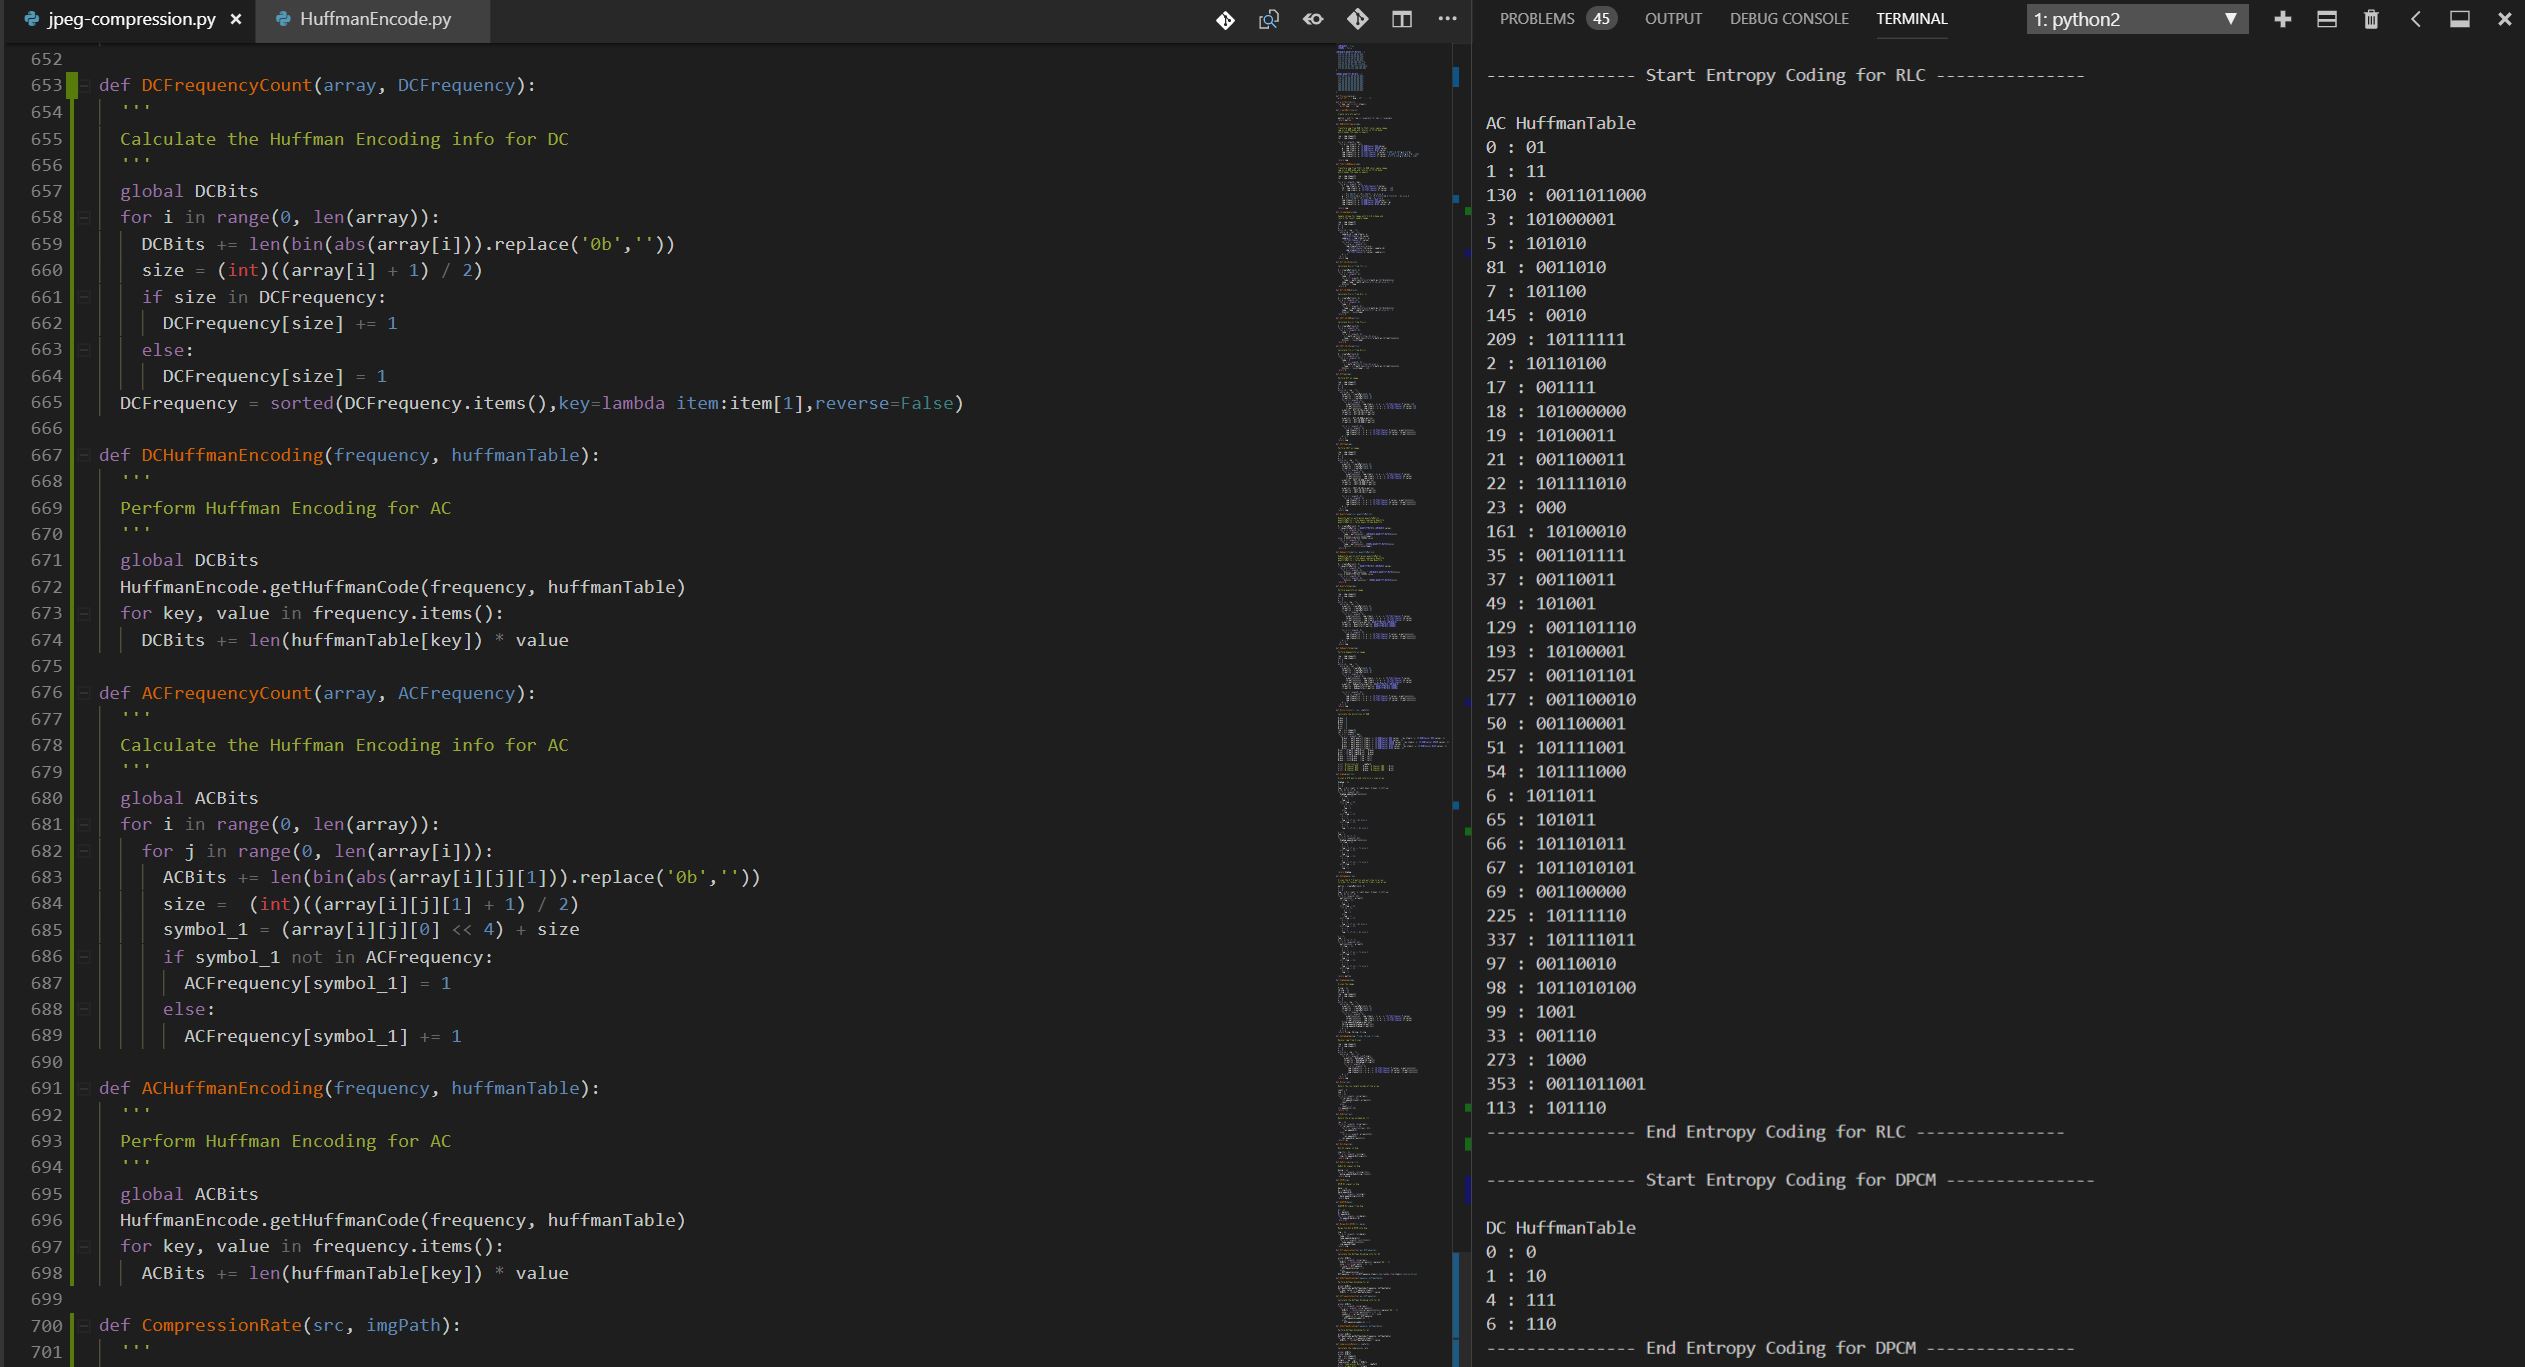 jpeg-compression.py × HuffmanEncode.py
652
653 def DCFrequencyCount(array, DCFrequency):
654 '''
655 Calculate the Huffman Encoding info for DC
656 '''
657 global DCBits
658 for i in range(0, len(array)):
659 DCBits += len(bin(abs(array[i])).replace('0b',''))
660 size = (int)((array[i] + 1) / 2)
661 if size in DCFrequency:
662 DCFrequency[size] += 1
663 else:
664 DCFrequency[size] = 1
665 DCFrequency = sorted(DCFrequency.items(),key=lambda item:item[1],reverse=False)
666
667 def DCHuffmanEncoding(frequency, huffmanTable):
668 '''
669 Perform Huffman Encoding for AC
670 '''
671 global DCBits
672 HuffmanEncode.getHuffmanCode(frequency, huffmanTable)
673 for key, value in frequency.items():
674 DCBits += len(huffmanTable[key]) * value
675
676 def ACFrequencyCount(array, ACFrequency):
677 '''
678 Calculate the Huffman Encoding info for AC
679 '''
680 global ACBits
681 for i in range(0, len(array)):
682 for j in range(0, len(array[i])):
683 ACBits += len(bin(abs(array[i][j][1])).replace('0b',''))
684 size =  (int)((array[i][j][1] + 1) / 2)
685 symbol_1 = (array[i][j][0] << 4) + size
686 if symbol_1 not in ACFrequency:
687 ACFrequency[symbol_1] = 1
688 else:
689 ACFrequency[symbol_1] += 1
690
691 def ACHuffmanEncoding(frequency, huffmanTable):
692 '''
693 Perform Huffman Encoding for AC
694 '''
695 global ACBits
696 HuffmanEncode.getHuffmanCode(frequency, huffmanTable)
697 for key, value in frequency.items():
698 ACBits += len(huffmanTable[key]) * value
699
700 def CompressionRate(src, imgPath):
701 '''
PROBLEMS 45 OUTPUT DEBUG CONSOLE TERMINAL 1: python2
--------------- Start Entropy Coding for RLC ---------------
AC HuffmanTable
0 : 01
1 : 11
130 : 0011011000
3 : 101000001
5 : 101010
81 : 0011010
7 : 101100
145 : 0010
209 : 10111111
2 : 10110100
17 : 001111
18 : 101000000
19 : 10100011
21 : 001100011
22 : 101111010
23 : 000
161 : 10100010
35 : 001101111
37 : 00110011
49 : 101001
129 : 001101110
193 : 10100001
257 : 001101101
177 : 001100010
50 : 001100001
51 : 101111001
54 : 101111000
6 : 1011011
65 : 101011
66 : 101101011
67 : 1011010101
69 : 001100000
225 : 10111110
337 : 101111011
97 : 00110010
98 : 1011010100
99 : 1001
33 : 001110
273 : 1000
353 : 0011011001
113 : 101110
--------------- End Entropy Coding for RLC ---------------
--------------- Start Entropy Coding for DPCM ---------------
DC HuffmanTable
0 : 0
1 : 10
4 : 111
6 : 110
--------------- End Entropy Coding for DPCM ---------------